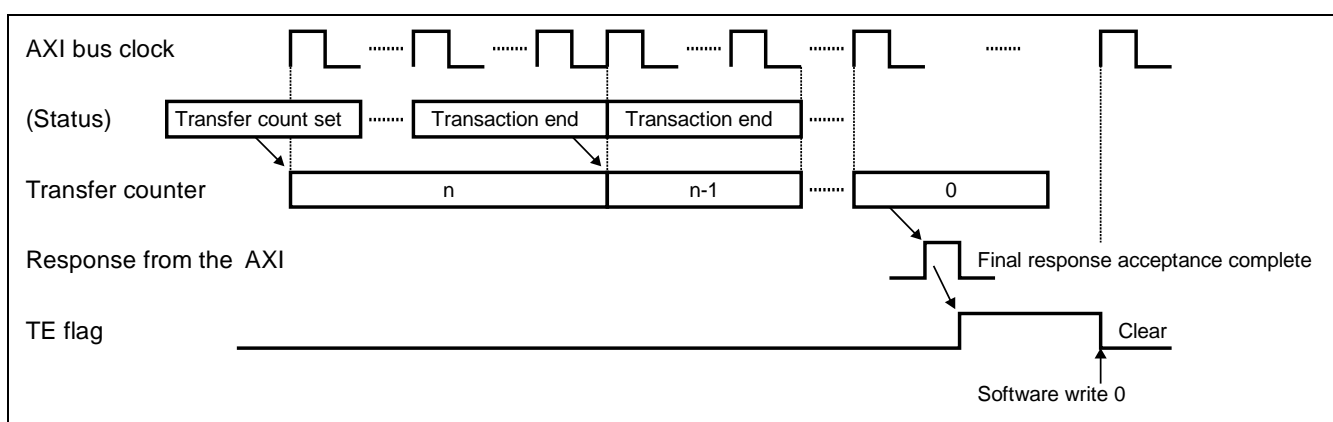 AXI bus clock
(Status)
Transfer count set
Transaction end
Transaction end
Transfer counter
n
n-1
0
Response from the AXI
Final response acceptance complete
TE flag
Clear
Software write 0